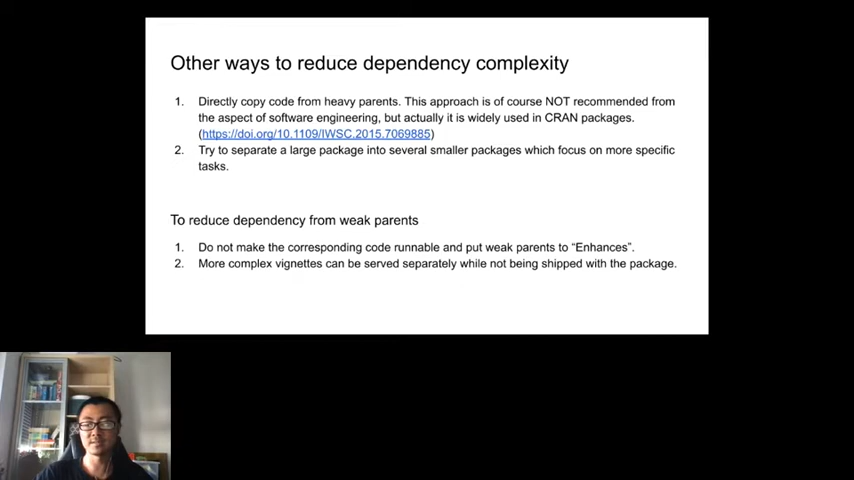 Other ways to reduce dependency complexity
1. Directly copy code from heavy parents. This approach is of course NOT recommended from
the aspect of software engineering, but actually it is widely used in CRAN packages.
(https://doi.org/10.1109/IWSC.2015.7069885)
2. Try to separate a large package into several smaller packages which focus on more specific
tasks.
To reduce dependency from weak parents
1. Do not make the corresponding code runnable and put weak parents to “Enhances”.
2. More complex vignettes can be served separately while not being shipped with the package.